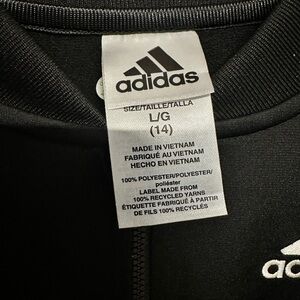 adidas
SIZE/TAILLE/TALLA
L/G
(14)
MADE IN VIETNAM
FABRIQUÉ AU VIETNAM
HECHO EN VIETNAM
100% POLYESTER/POLYESTER/
poliéster
LABEL MADE FROM
100% RECYCLED YARNS
ÉTIQUETTE FABRIQUÉE À PARTIR
DE FILS 100% RECYCLÉS
ad